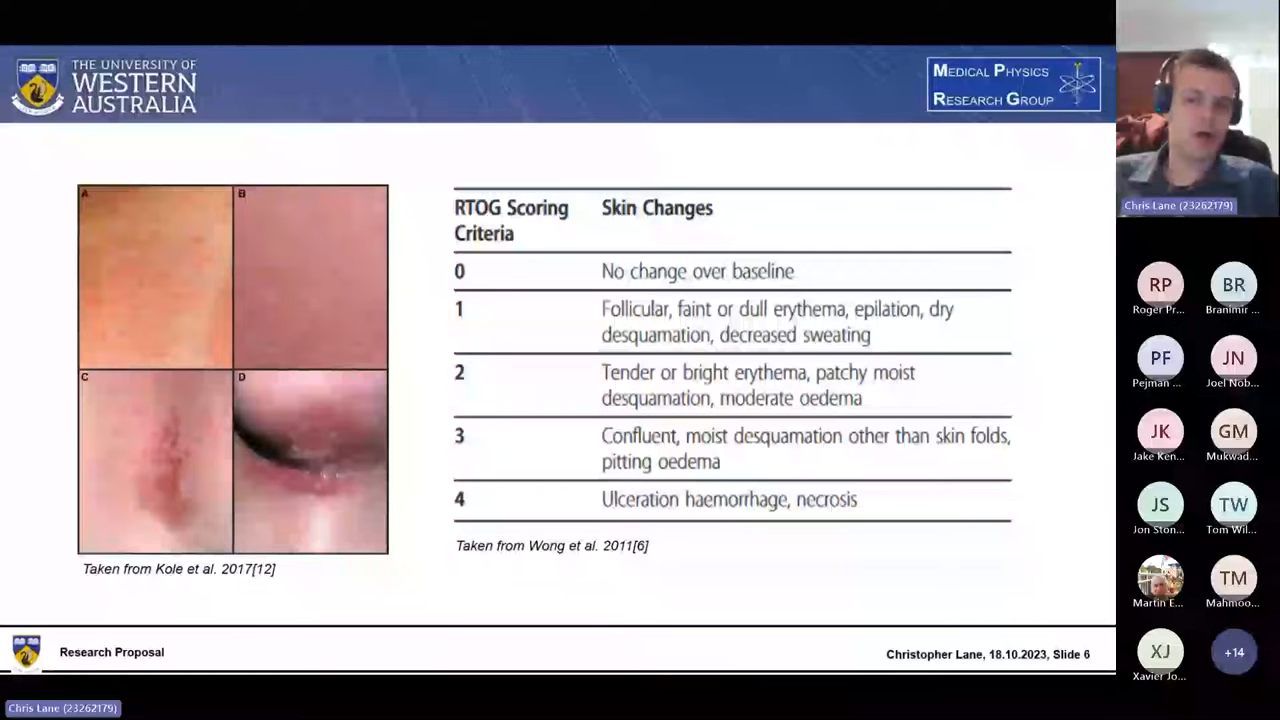 THE UNIVERSITY OF
WESTERN
AUSTRALIA
MEDICAL PHYSICS
RESEARCH GROUP
A
B
C
D
Taken from Kole et al. 2017[12]
RTOG Scoring Skin Changes
Criteria
0 No change over baseline
1 Follicular, faint or dull erythema, epilation, dry
desquamation, decreased sweating
2 Tender or bright erythema, patchy moist
desquamation, moderate oedema
3 Confluent, moist desquamation other than skin folds,
pitting oedema
4 Ulceration haemorrhage, necrosis
Taken from Wong et al. 2011[6]
Research Proposal
Christopher Lane, 18.10.2023, Slide 6
Chris Lane (23262179)
Chris Lane (23262179)
RP BR
Roger Pr... Branimir ...
PF JN
Pejman ... Joel Nob...
JK GM
Jake Ken... Mukwad...
JS TW
Jon Ston... Tom Wil...
TM
Martin E... Mahmoo...
XJ +14
Xavier Jo...